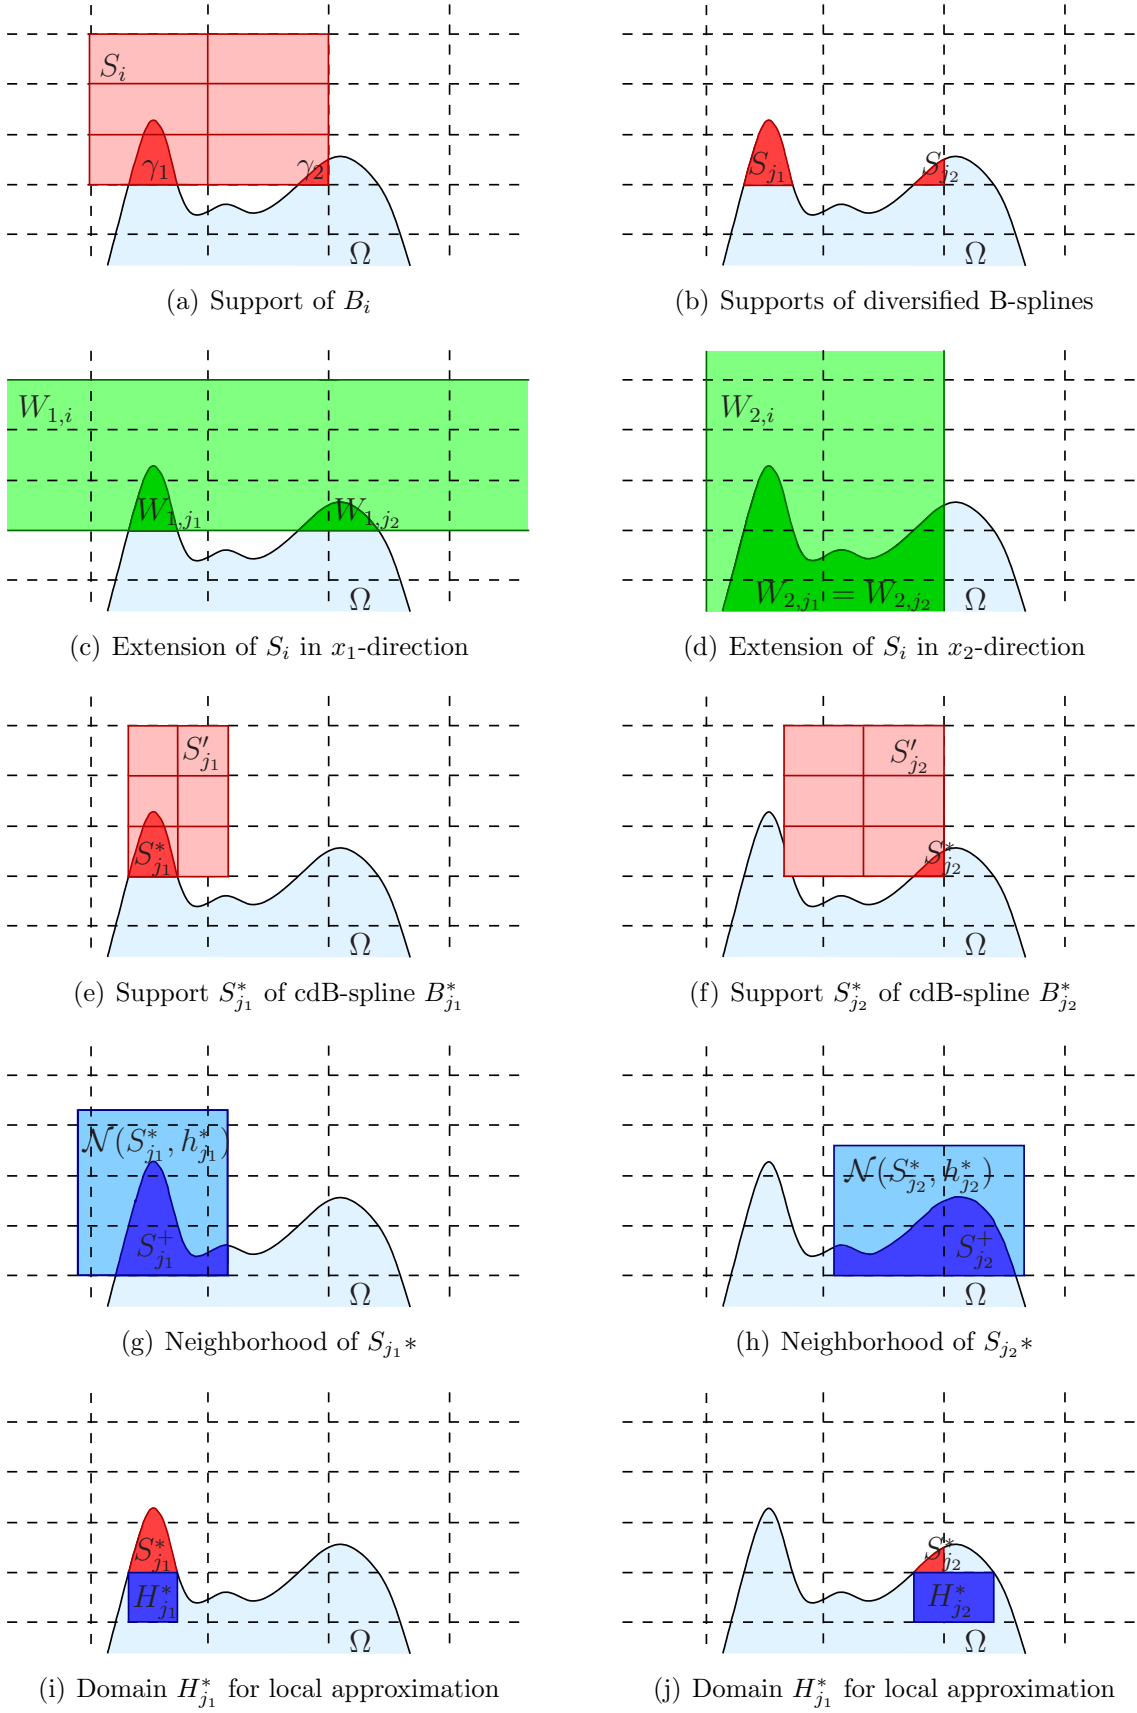 S_i
γ_1 γ_2
Ω
(a) Support of B_i
S_{j_1} S_{j_2}
Ω
(b) Supports of diversified B-splines
W_{1,i}
W_{1,j_1} W_{1,j_2}
Ω
(c) Extension of S_i in x_1-direction
W_{2,i}
W_{2,j_1} = W_{2,j_2} Ω
(d) Extension of S_i in x_2-direction
S'_{j_1}
S^*_{j_1}
Ω
(e) Support S^*_{j_1} of cdB-spline B^*_{j_1}
S'_{j_2}
S^*_{j_2}
Ω
(f) Support S^*_{j_2} of cdB-spline B^*_{j_2}
𝒩(S^*_{j_1}, h^*_{j_1})
S^+_{j_1}
Ω
(g) Neighborhood of S_{j_1}*
𝒩(S^*_{j_2}, h^*_{j_2})
S^+_{j_2}
Ω
(h) Neighborhood of S_{j_2}*
S^*_{j_1}
H^*_{j_1}
Ω
(i) Domain H^*_{j_1} for local approximation
S^*_{j_2}
H^*_{j_2}
Ω
(j) Domain H^*_{j_1} for local approximation